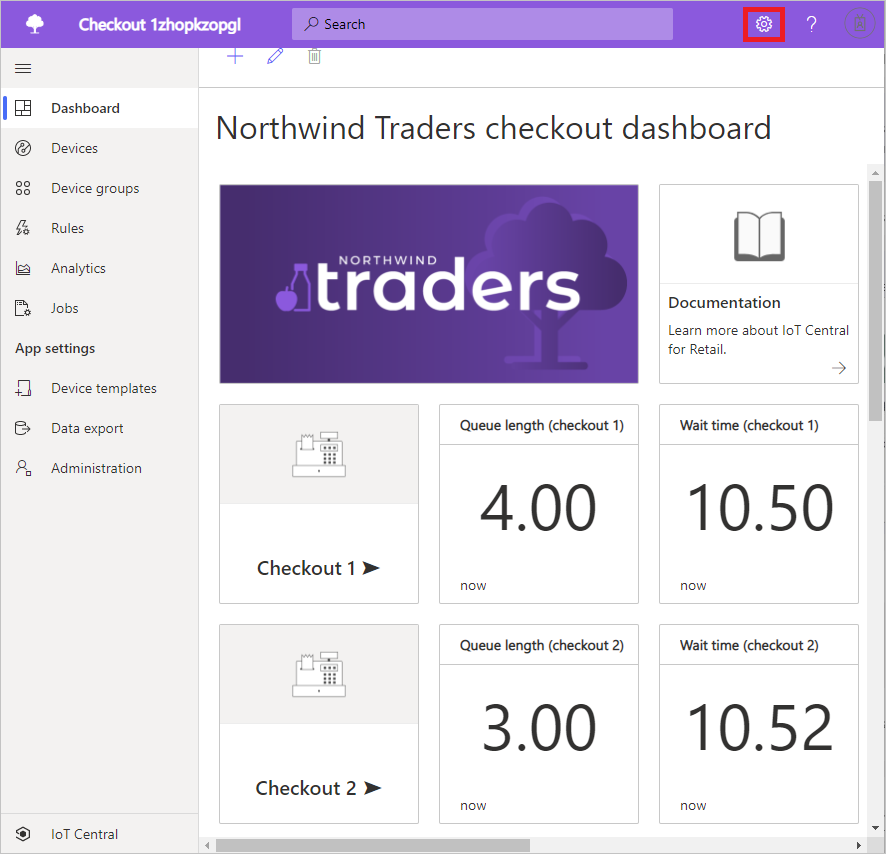 Checkout 1zhopkzopgl
Search
?
Dashboard
Devices
Device groups
Rules
Analytics
Jobs
App settings
Device templates
Data export
Administration
IoT Central
Northwind Traders checkout dashboard
NORTHWIND
traders
Documentation
Learn more about IoT Central
for Retail.
Checkout 1 ➤
Queue length (checkout 1)
4.00
now
Wait time (checkout 1)
10.50
now
Checkout 2 ➤
Queue length (checkout 2)
3.00
now
Wait time (checkout 2)
10.52
now